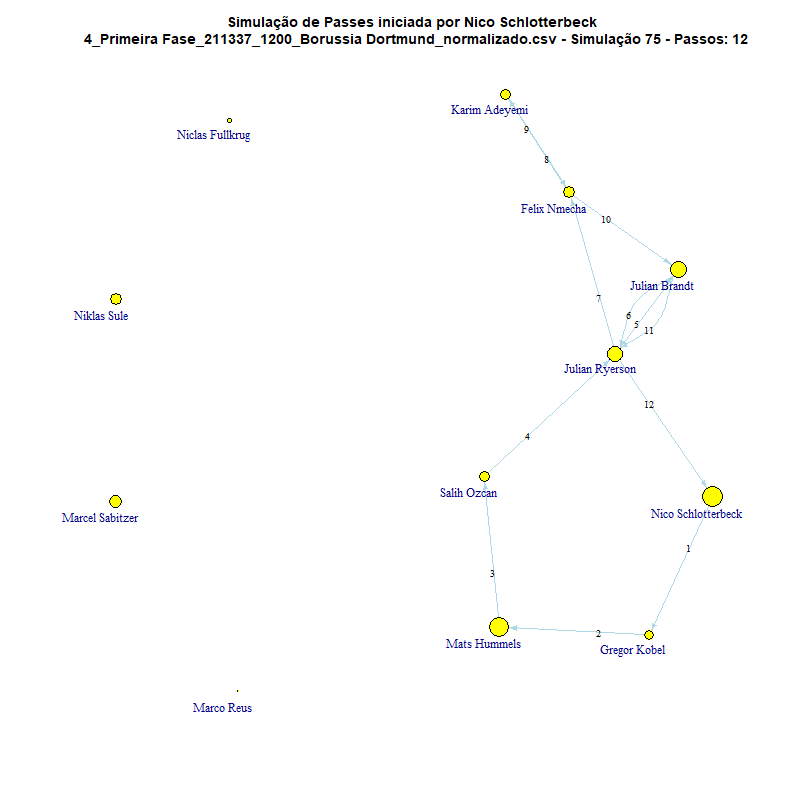 Simulação de Passes iniciada por Nico Schlotterbeck
4_Primeira Fase_211337_1200_Borussia Dortmund_normalizado.csv - Simulação 75 - Passos: 12
Karim Adeyemi
Niclas Fullkrug
9
8
Felix Nmecha
10
Julian Brandt
7
Niklas Sule
6
5
11
Julian Ryerson
12
4
Salih Ozcan
Marcel Sabitzer
Nico Schlotterbeck
1
3
2
Mats Hummels
Gregor Kobel
Marco Reus